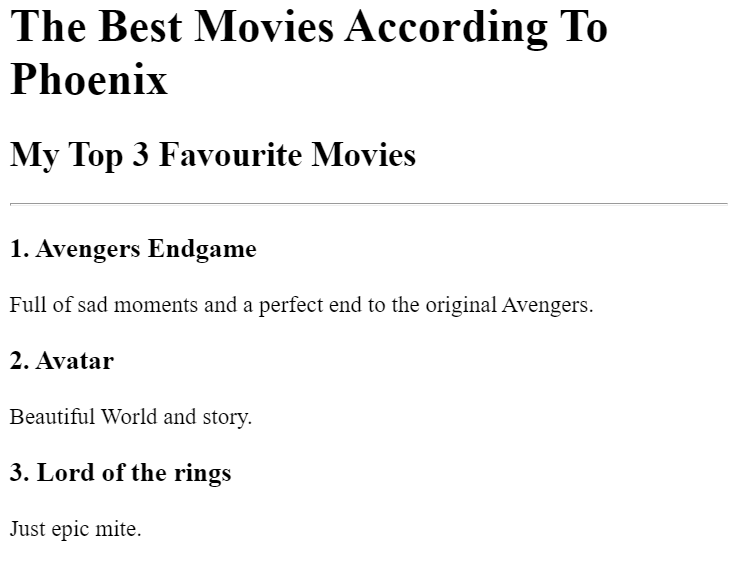 The Best Movies According To
Phoenix
My Top 3 Favourite Movies
1. Avengers Endgame
Full of sad moments and a perfect end to the original Avengers.
2. Avatar
Beautiful World and story.
3. Lord of the rings
Just epic mite.